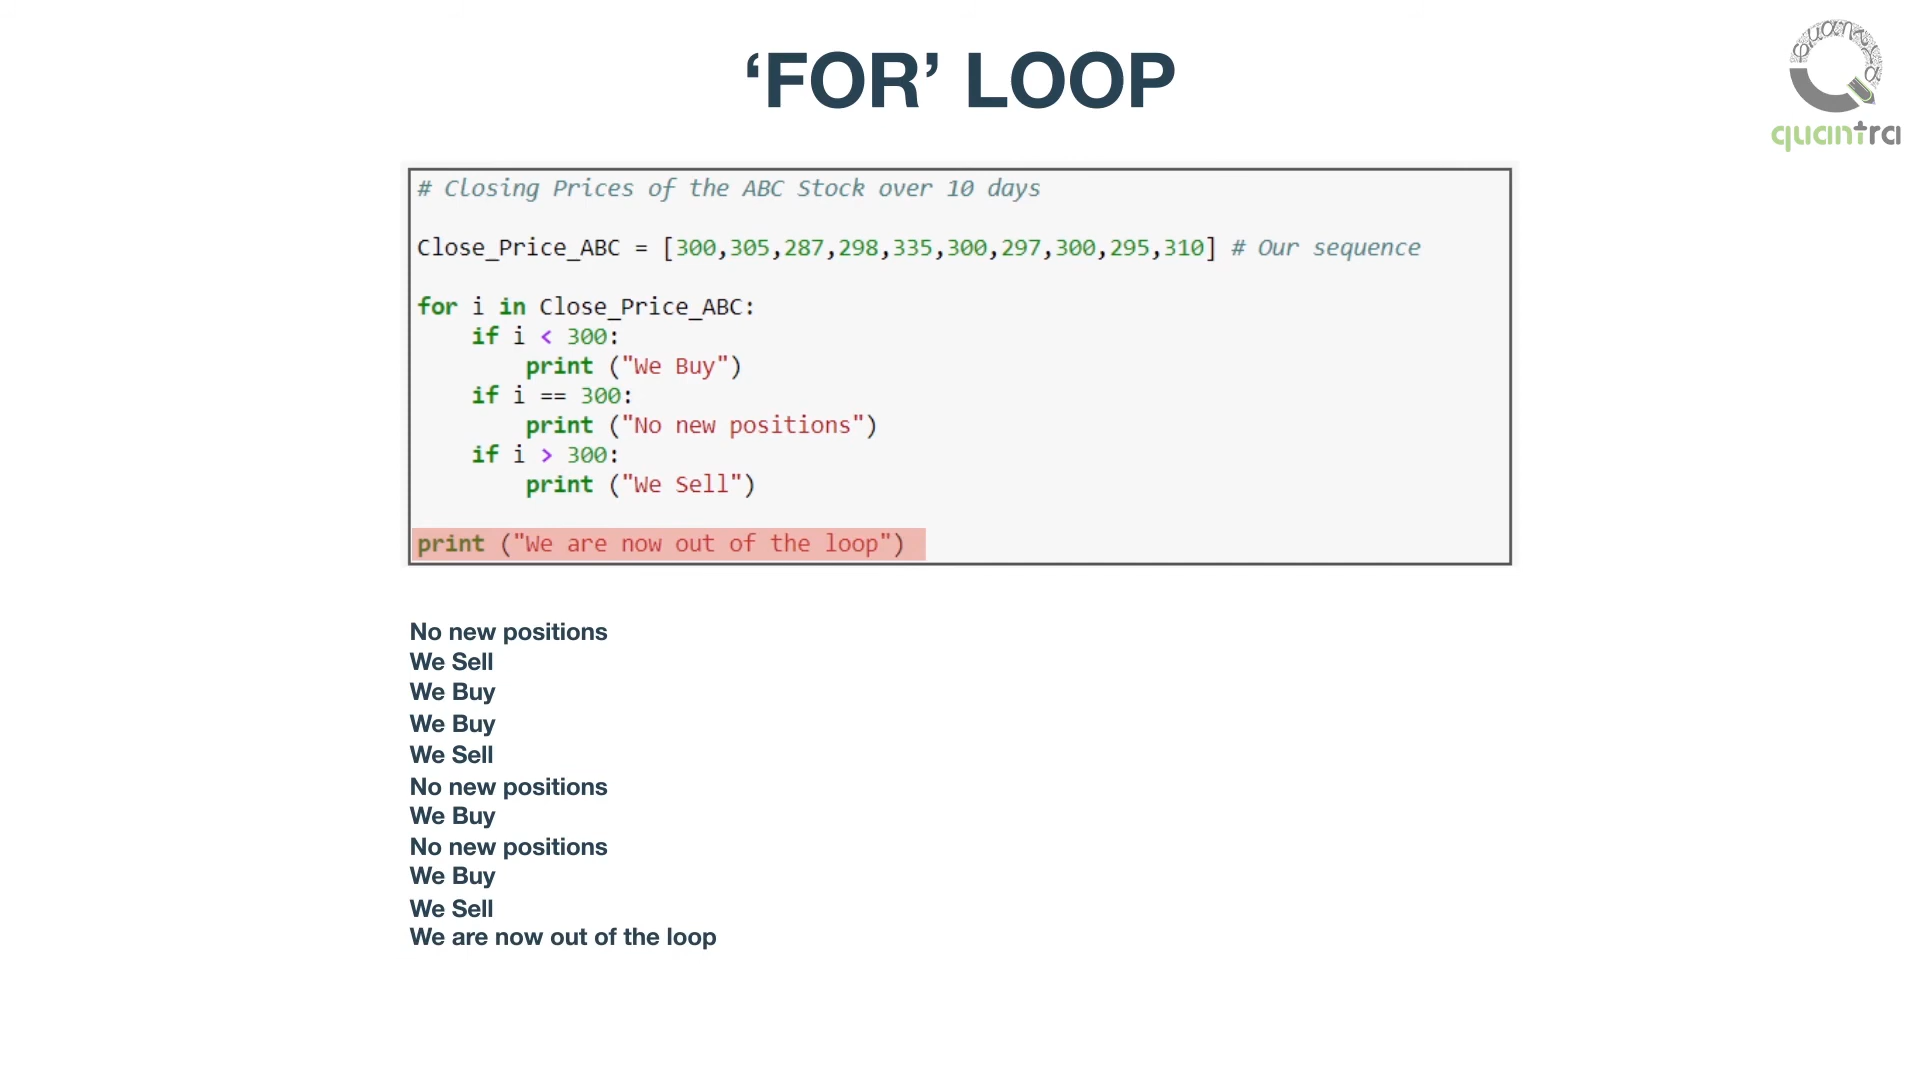 ‘FOR’ LOOP
quantra
# Closing Prices of the ABC Stock over 10 days
Close_Price_ABC = [300,305,287,298,335,300,297,300,295,310] # Our sequence
for i in Close_Price_ABC:
    if i < 300:
        print ("We Buy")
    if i == 300:
        print ("No new positions")
    if i > 300:
        print ("We Sell")
print ("We are now out of the loop")
No new positions
We Sell
We Buy
We Buy
We Sell
No new positions
We Buy
No new positions
We Buy
We Sell
We are now out of the loop